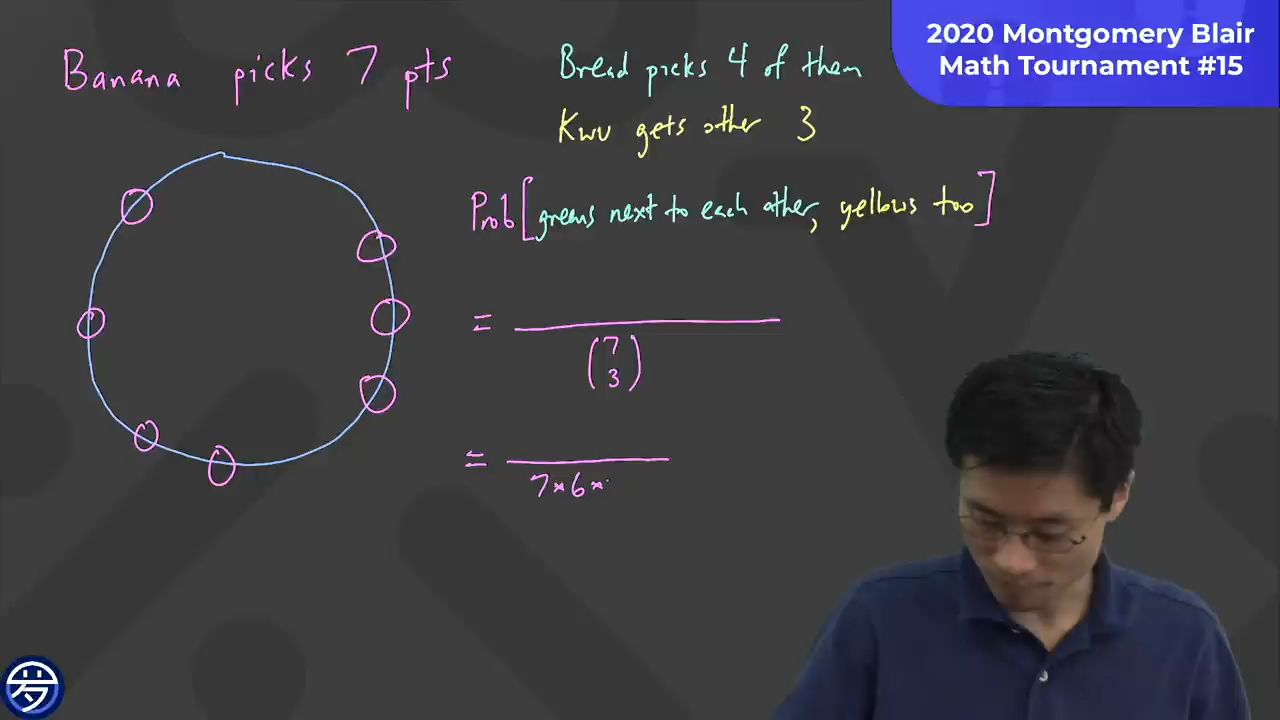 2020 Montgomery Blair
Math Tournament #15
Banana picks 7 pts
Bread picks 4 of them
Kwu gets other 3
Prob[greens next to each other, yellows too]
=
(7
3)
=
7×6×